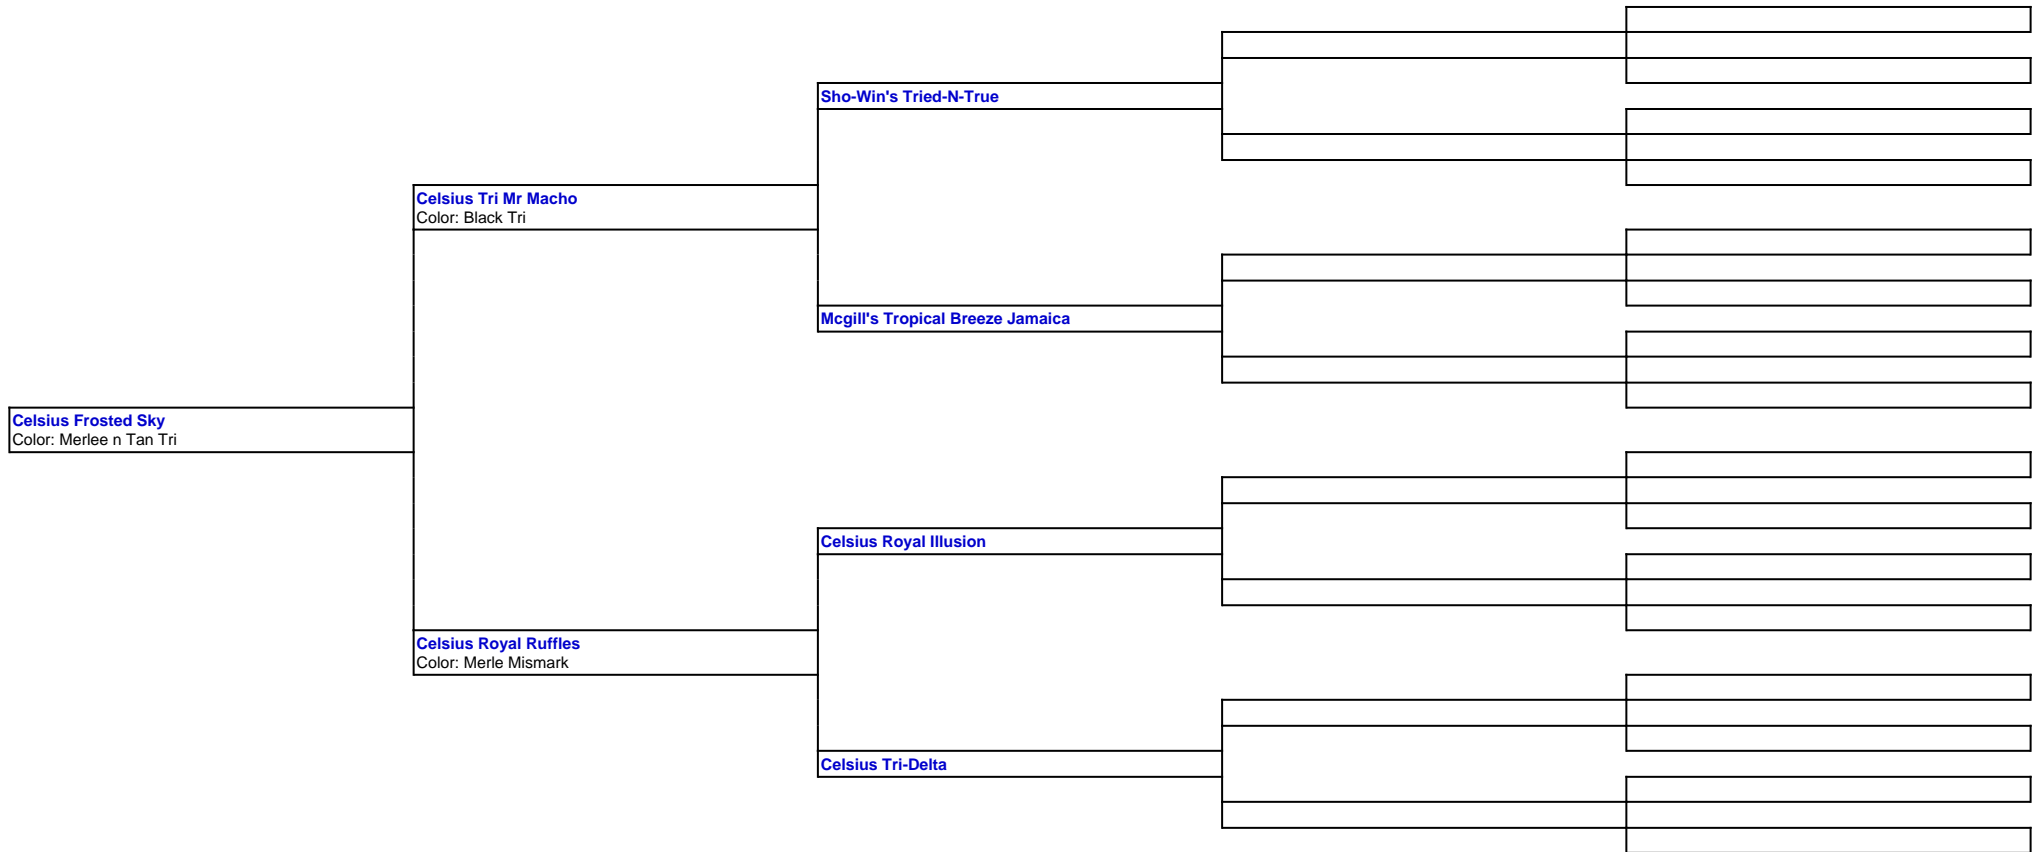 Sho-Win's Tried-N-True
Celsius Tri Mr Macho
Color: Black Tri
Mcgill's Tropical Breeze Jamaica
Celsius Frosted Sky
Color: Merlee n Tan Tri
Celsius Royal Illusion
Celsius Royal Ruffles
Color: Merle Mismark
Celsius Tri-Delta